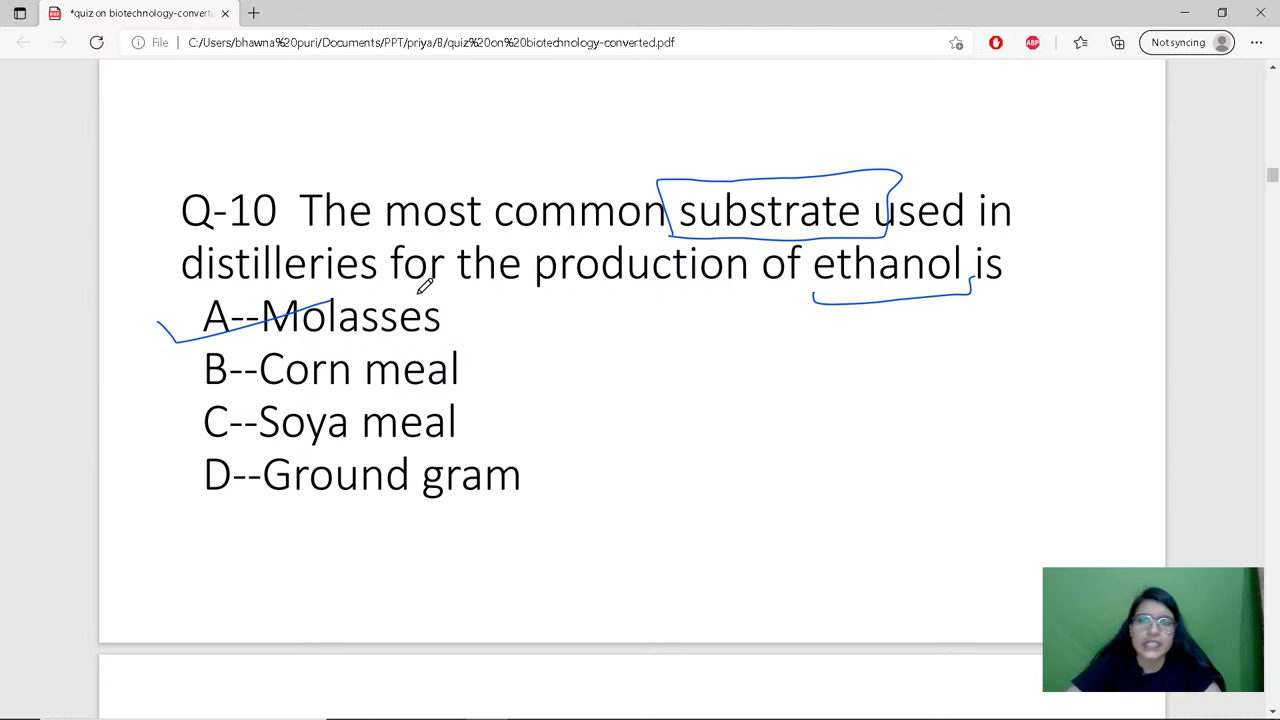 *quiz on biotechnology-converte
File
C:/Users/bhawna%20puri/Documents/PPT/priya/B/quiz%20on%20biotechnology-converted.pdf
ABP
Not syncing
Q-10 The most common substrate used in
distilleries for the production of ethanol is
A--Molasses
B--Corn meal
C--Soya meal
D--Ground gram